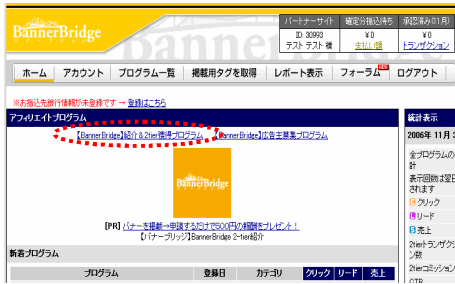 BannerBridge
パートナーサイト 確定分振込待ち 承認済み01月
ID: 30993 ¥0 ¥0
テスト テスト 様 支払い歴 トランザクション
ホーム アカウント プログラム一覧 掲載用タグを取得 レポート表示 フォーラム ログアウト
※お振込先銀行情報が未登録です → 登録はこちら
アフィリエイトプログラム 統計表示
【BannerBridge】紹介&2tier獲得プログラム 【BannerBridge】広告主募集プログラム
2006年 11月 3
全プログラムの
計
表示回数は翌日
されます
C クリック
L リード
S 売上
2tierトランザクシ
ン数
2tierコミッション
CTR
BannerBridge
[PR] バナーを掲載→申請するだけで500円の報酬をプレゼント!
【バナーブリッジ】BannerBridge 2-tier紹介
新着プログラム
プログラム 登録日 カテゴリ クリック リード 売上